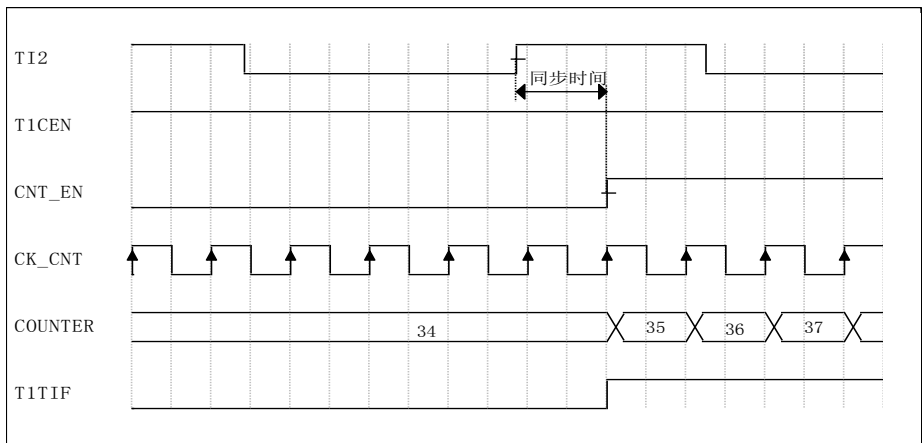 TI2
同步时间
T1CEN
CNT_EN
CK_CNT
COUNTER
34
35
36
37
T1TIF